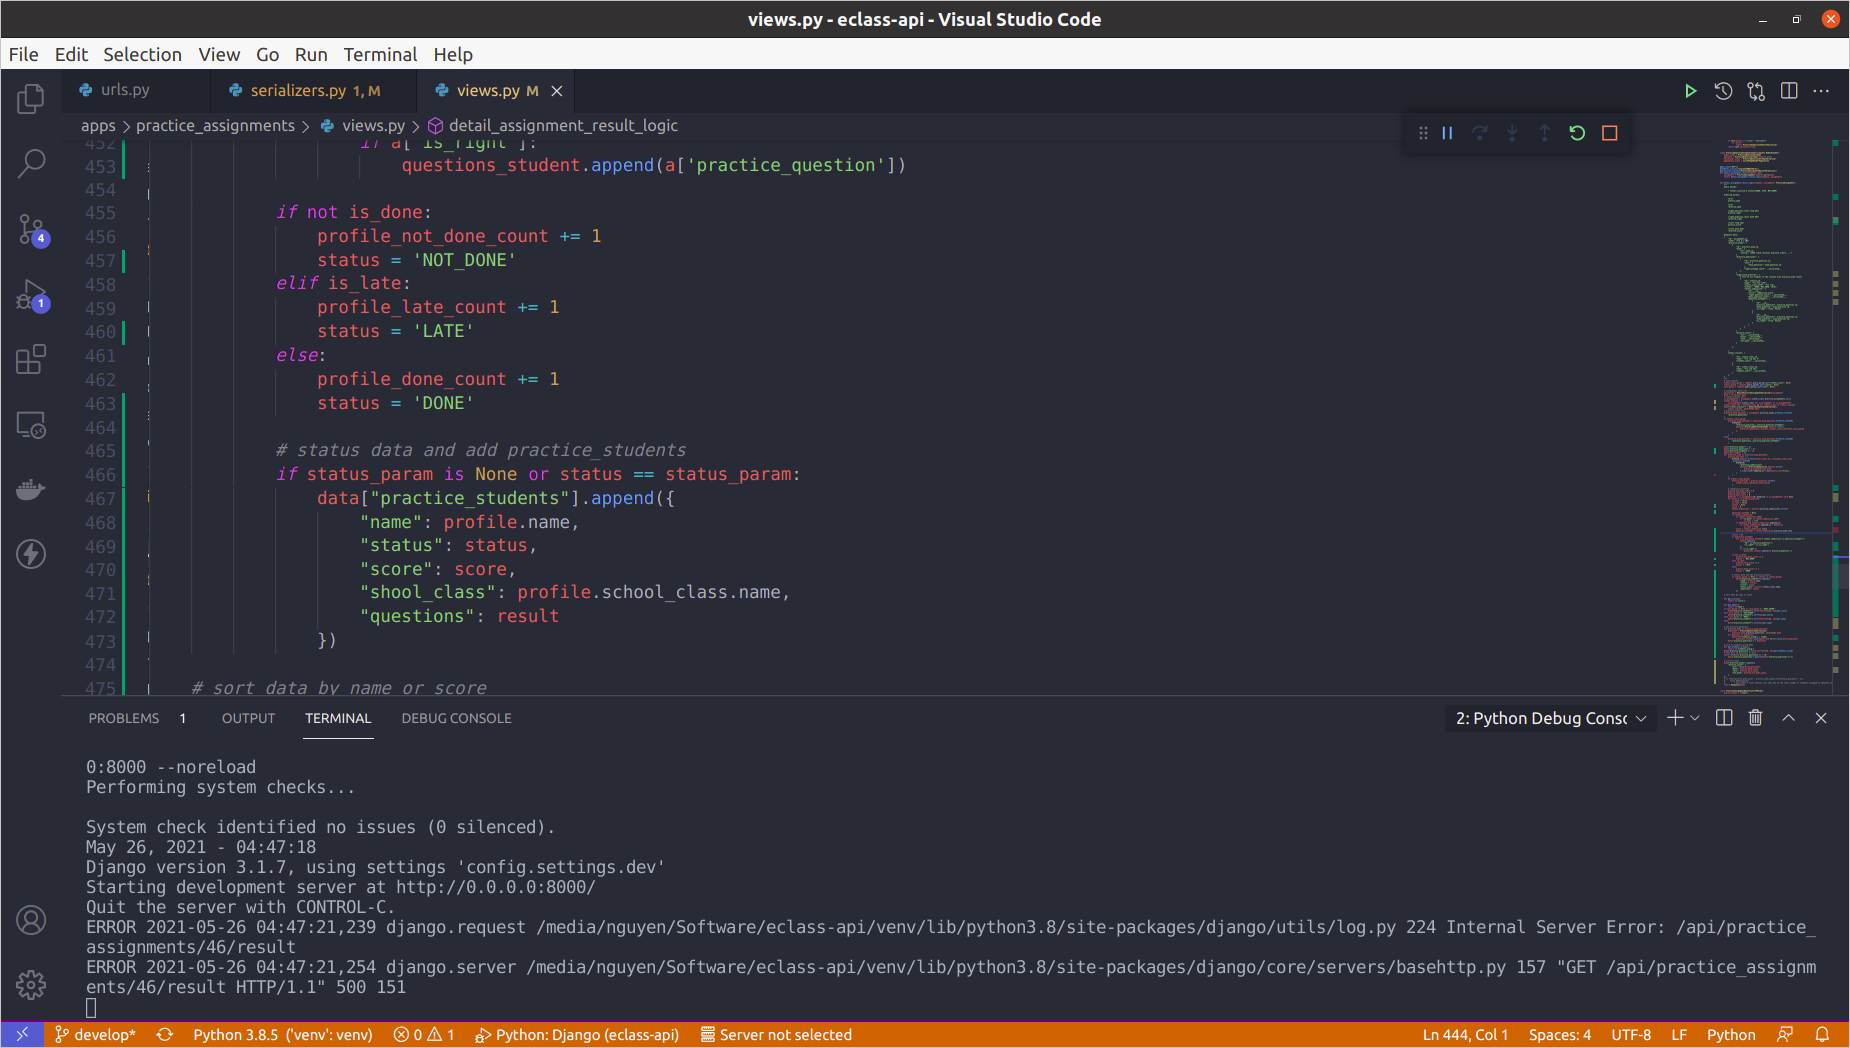 views.py - eclass-api - Visual Studio Code
File Edit Selection View Go Run Terminal Help
urls.py serializers.py 1, M views.py M
apps > practice_assignments > views.py > detail_assignment_result_logic
452 if a['is_right']:
453 questions_student.append(a['practice_question'])
454
455 if not is_done:
456 profile_not_done_count += 1
457 status = 'NOT_DONE'
458 elif is_late:
459 profile_late_count += 1
460 status = 'LATE'
461 else:
462 profile_done_count += 1
463 status = 'DONE'
464
465 # status data and add practice_students
466 if status_param is None or status == status_param:
467 data["practice_students"].append({
468 "name": profile.name,
469 "status": status,
470 "score": score,
471 "shool_class": profile.school_class.name,
472 "questions": result
473 })
474
475 # sort data by name or score
PROBLEMS 1 OUTPUT TERMINAL DEBUG CONSOLE 2: Python Debug Consc
0:8000 --noreload
Performing system checks...
System check identified no issues (0 silenced).
May 26, 2021 - 04:47:18
Django version 3.1.7, using settings 'config.settings.dev'
Starting development server at http://0.0.0.0:8000/
Quit the server with CONTROL-C.
ERROR 2021-05-26 04:47:21,239 django.request /media/nguyen/Software/eclass-api/venv/lib/python3.8/site-packages/django/utils/log.py 224 Internal Server Error: /api/practice_
assignments/46/result
ERROR 2021-05-26 04:47:21,254 django.server /media/nguyen/Software/eclass-api/venv/lib/python3.8/site-packages/django/core/servers/basehttp.py 157 "GET /api/practice_assignm
ents/46/result HTTP/1.1" 500 151
4
1
develop* Python 3.8.5 ('venv': venv) 0 1 Python: Django (eclass-api) Server not selected Ln 444, Col 1 Spaces: 4 UTF-8 LF Python